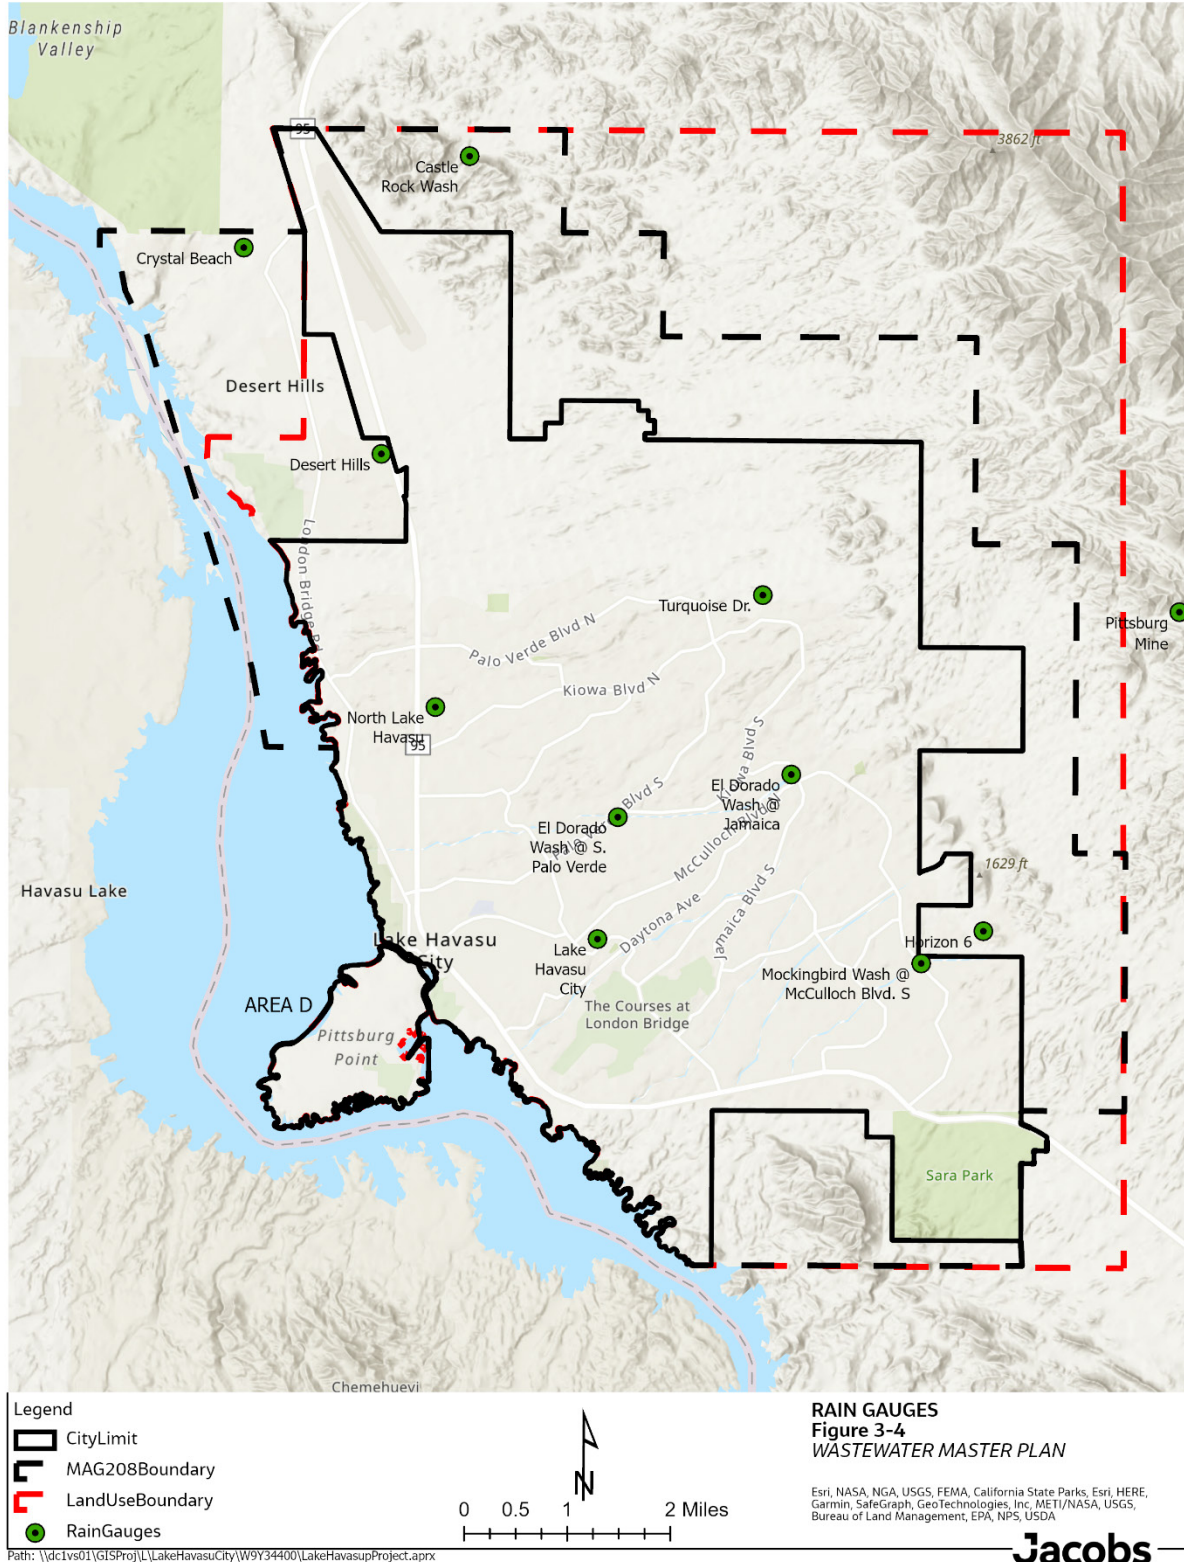 Blankenship
Valley
95
3862 ft
Castle
Rock Wash
Crystal Beach
Desert Hills
Desert Hills
London Bridge Rd
Turquoise Dr.
Pittsburg
Mine
Palo Verde Blvd N
Kiowa Blvd N
North Lake
Havasu
95
Kiowa Blvd S
El Dorado
Wash @
Jamaica
Palo Verde Blvd S
El Dorado
Wash @ S.
Palo Verde
McCulloch Blvd N
1629 ft
Havasu Lake
Jamaica Blvd S
Daytona Ave
Lake Havasu
City
Horizon 6
Lake
Havasu
City
Mockingbird Wash @
McCulloch Blvd. S
AREA D
The Courses at
London Bridge
Pittsburg
Point
Sara Park
Chemehuevi
Legend
CityLimit
MAG208Boundary
LandUseBoundary
RainGauges
N
0 0.5 1 2 Miles
RAIN GAUGES
Figure 3-4
WASTEWATER MASTER PLAN
Esri, NASA, NGA, USGS, FEMA, California State Parks, Esri, HERE,
Garmin, SafeGraph, GeoTechnologies, Inc, METI/NASA, USGS,
Bureau of Land Management, EPA, NPS, USDA
Jacobs
Path: \\dc1vs01\GISProj\L\LakeHavasuCity\W9Y34400\LakeHavasupProject.aprx